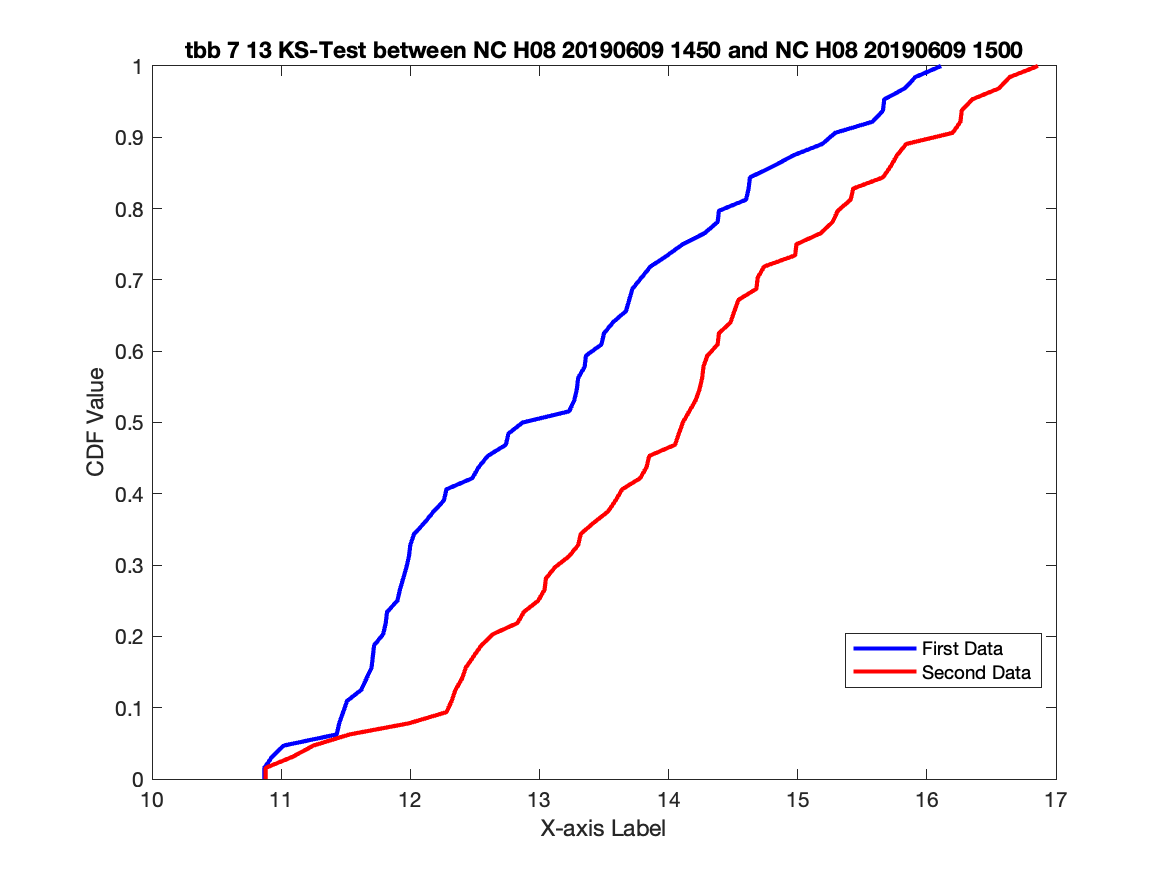 tbb 7 13 KS-Test between NC H08 20190609 1450 and NC H08 20190609 1500
1
0.9
0.8
0.7
0.6
0.5
0.4
0.3
0.2
0.1
0
CDF Value
First Data
Second Data
10 11 12 13 14 15 16 17
X-axis Label